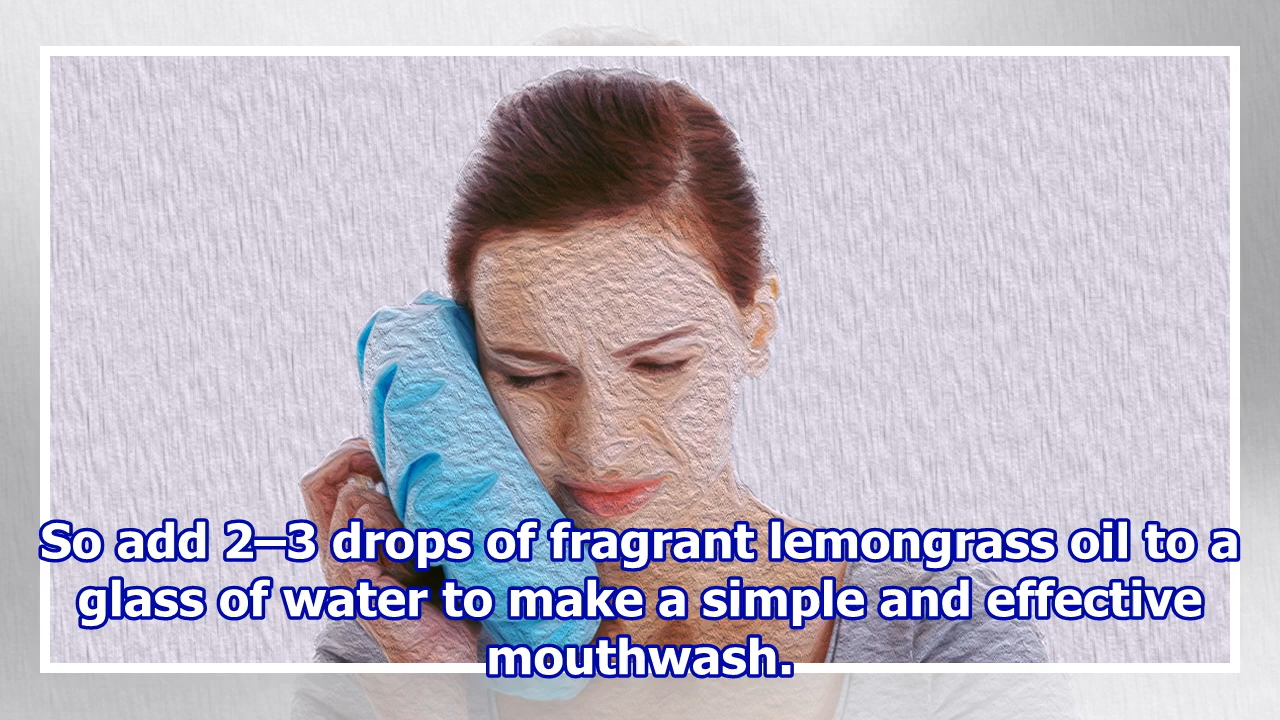 So add 2–3 drops of fragrant lemongrass oil to a
glass of water to make a simple and effective
mouthwash.